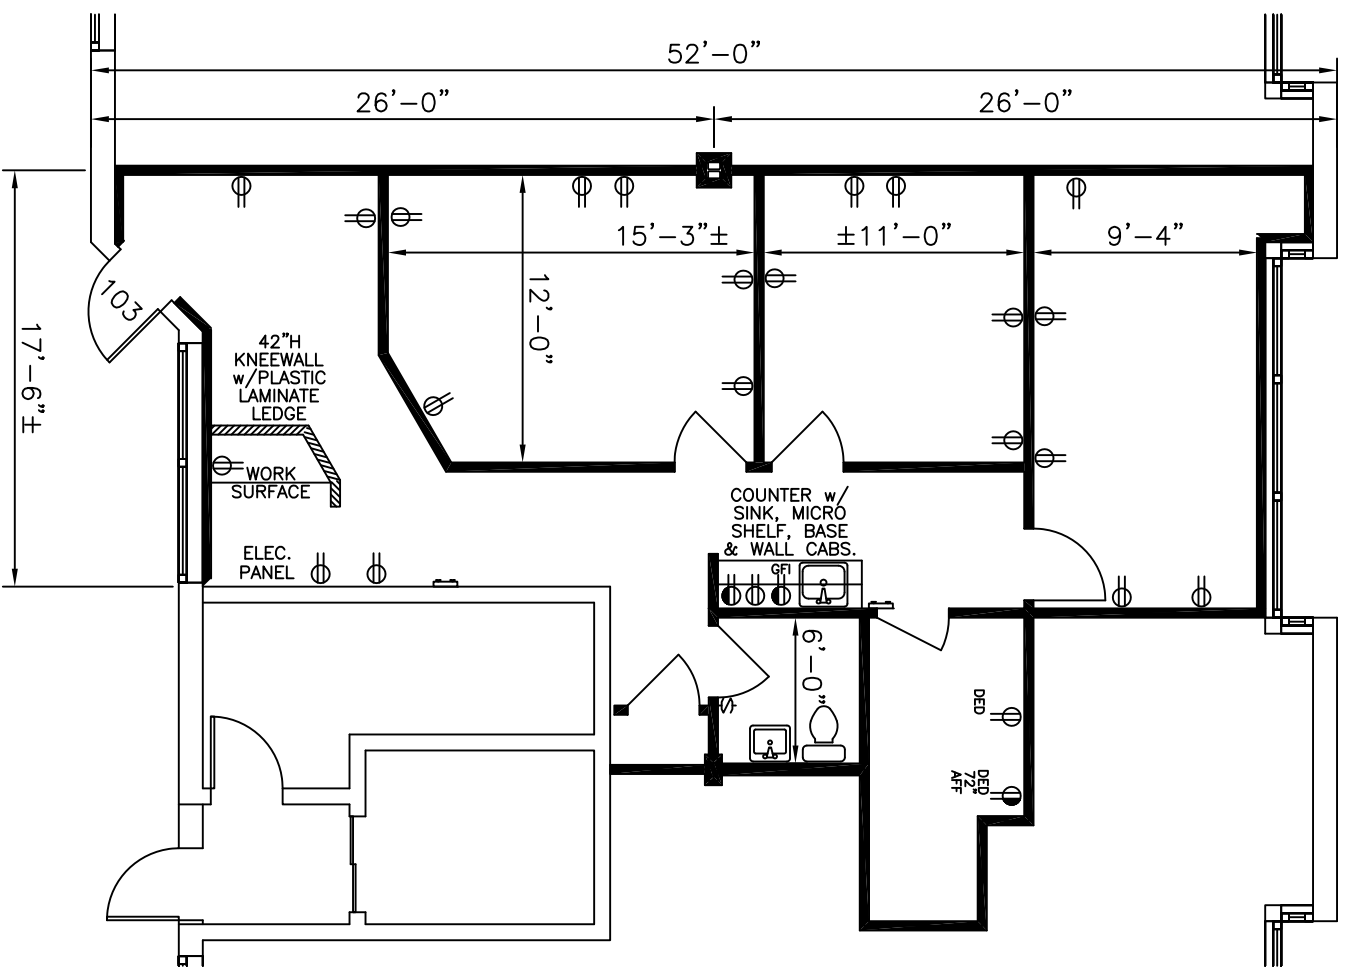 52'-0"
26'-0"
26'-0"
15'-3"±
±11'-0"
9'-4"
12'-0"
103
17'-6"±
42"H
KNEEWALL
w/PLASTIC
LAMINATE
LEDGE
WORK
SURFACE
COUNTER w/
SINK, MICRO
SHELF, BASE
& WALL CABS.
GFI
ELEC.
PANEL
6'-0"
DED
DED
72"
AFF